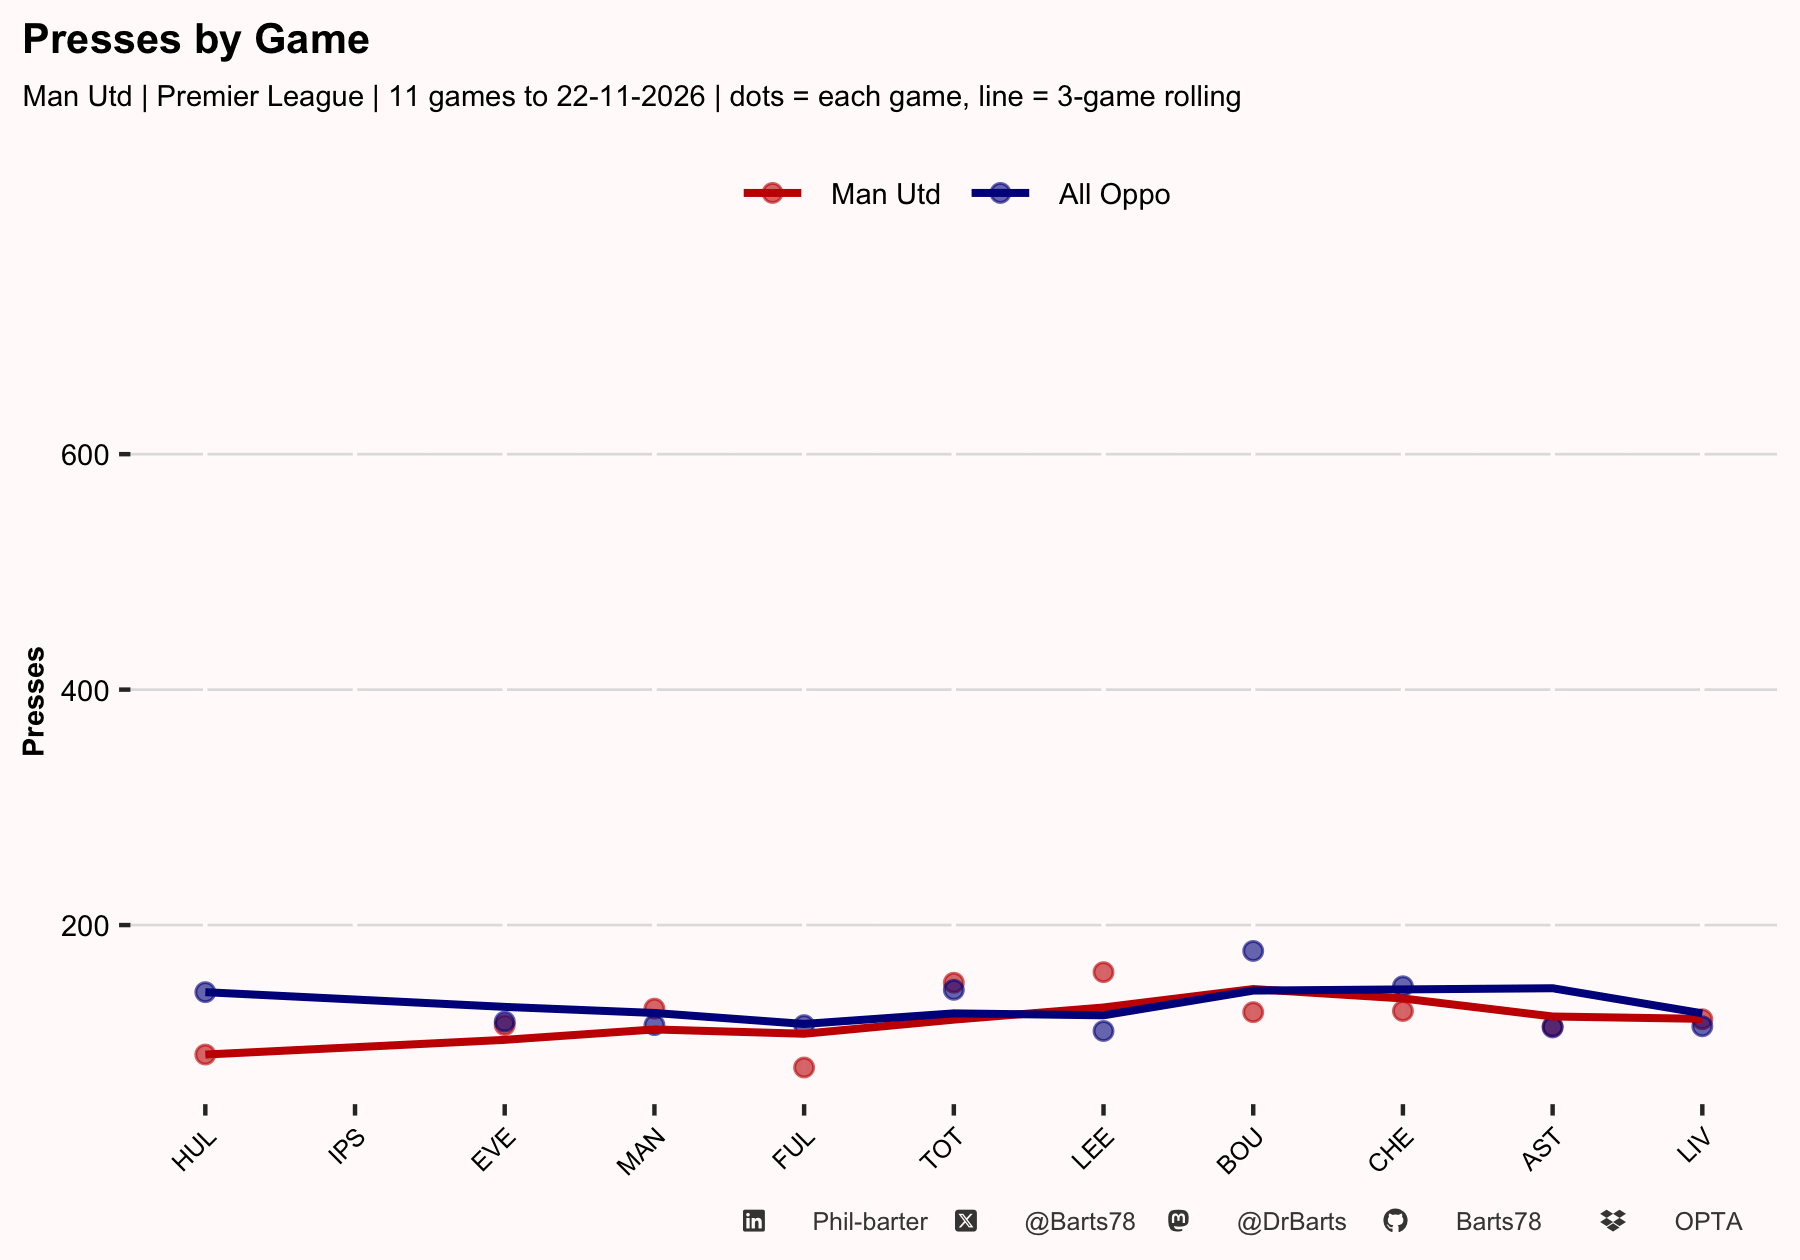 Presses by Game
Man Utd | Premier League | 11 games to 22-11-2026 | dots = each game, line = 3-game rolling
Man Utd All Oppo
600
400
200
Presses
HUL IPS EVE MAN FUL TOT LEE BOU CHE AST LIV
Phil-barter @Barts78 @DrBarts Barts78 OPTA